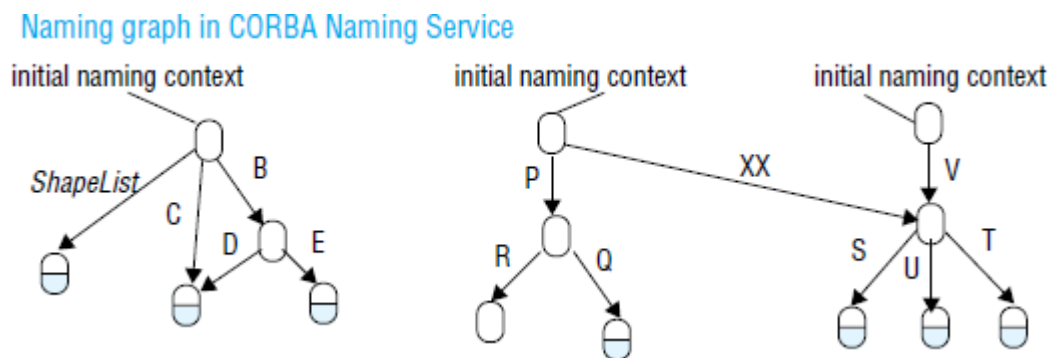 Naming graph in CORBA Naming Service
initial naming context
initial naming context
initial naming context
ShapeList
B
C
D
E
P
XX
V
R
Q
S
U
T